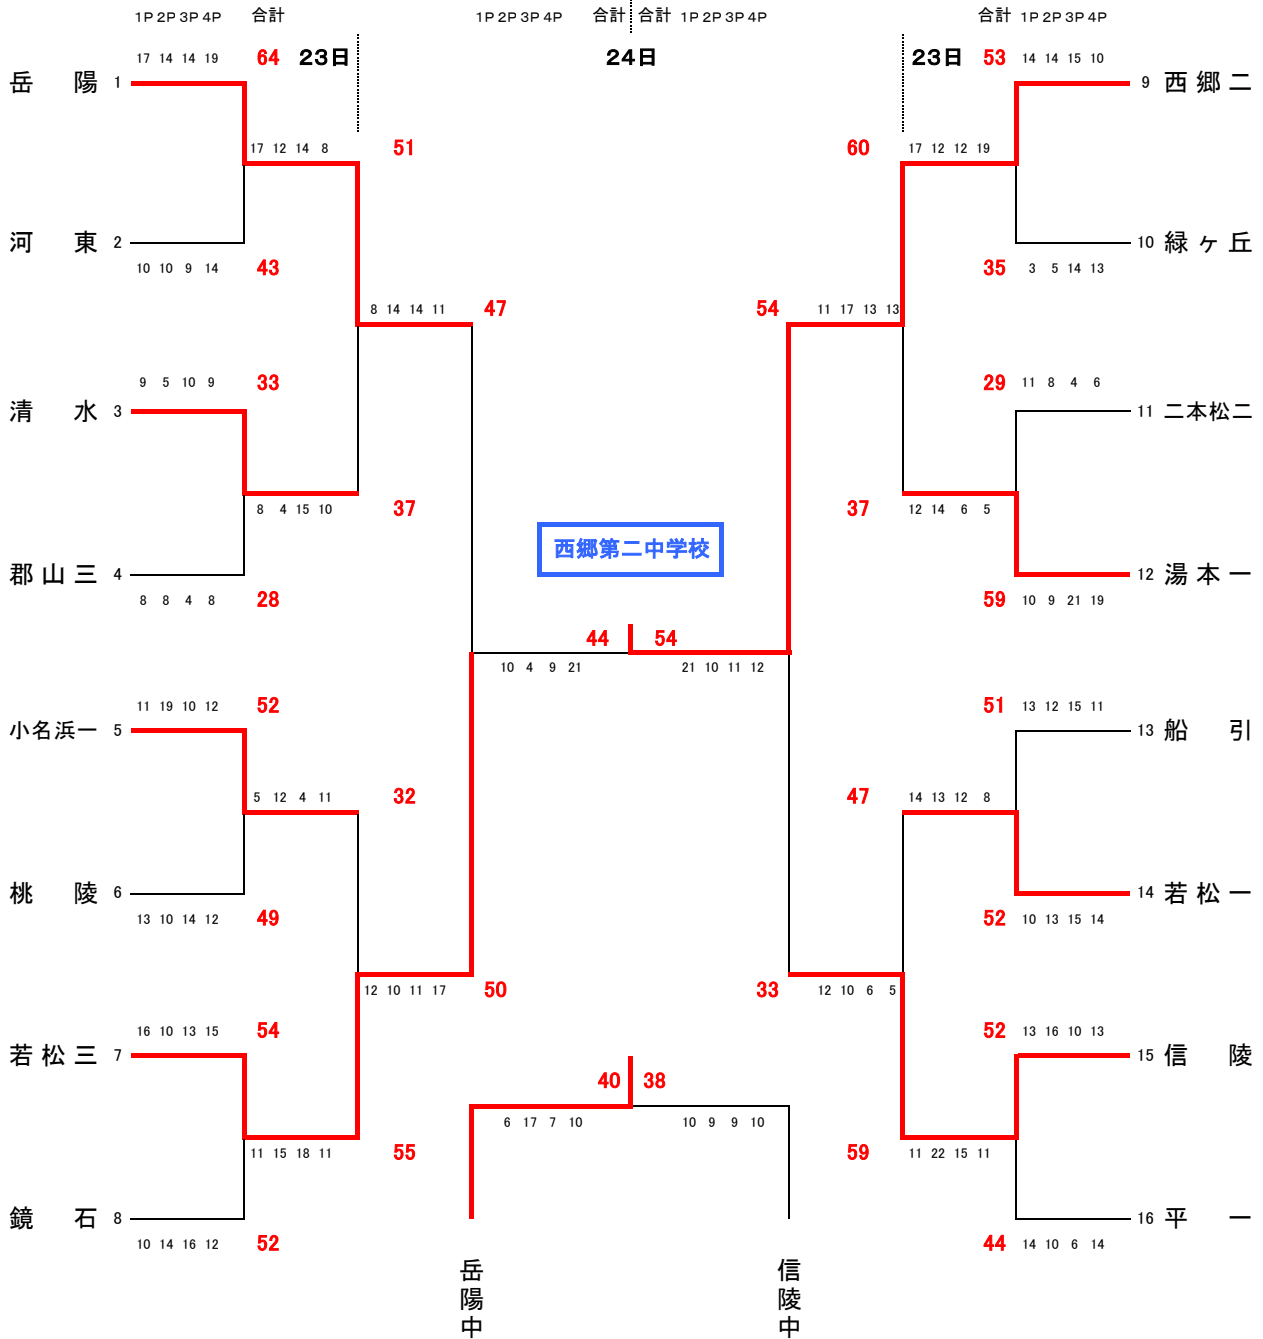 1P 2P 3P 4P 合計 1P 2P 3P 4P 合計 合計 1P 2P 3P 4P 合計 1P 2P 3P 4P
17 14 14 19 64 23日 24日 23日 53 14 14 15 10
岳 陽 1 9 西郷二
17 12 14 8 51 60 17 12 12 19
河 東 2 10 緑ヶ丘
10 10 9 14 43 35 3 5 14 13
8 14 14 11 47 54 11 17 13 13
9 5 10 9 33 29 11 8 4 6
清 水 3 11 二本松二
8 4 15 10 37 37 12 14 6 5
西郷第二中学校
郡山三 4 12 湯本一
8 8 4 8 28 59 10 9 21 19
44 54
10 4 9 21 21 10 11 12
11 19 10 12 52 51 13 12 15 11
小名浜一 5 13 船 引
5 12 4 11 32 47 14 13 12 8
桃 陵 6 14 若松一
13 10 14 12 49 52 10 13 15 14
12 10 11 17 50 33 12 10 6 5
16 10 13 15 54 52 13 16 10 13
若松三 7 15 信 陵
40 38
6 17 7 10 10 9 9 10
11 15 18 11 55 59 11 22 15 11
鏡 石 8 16 平 一
10 14 16 12 52 44 14 10 6 14
岳陽中
信陵中